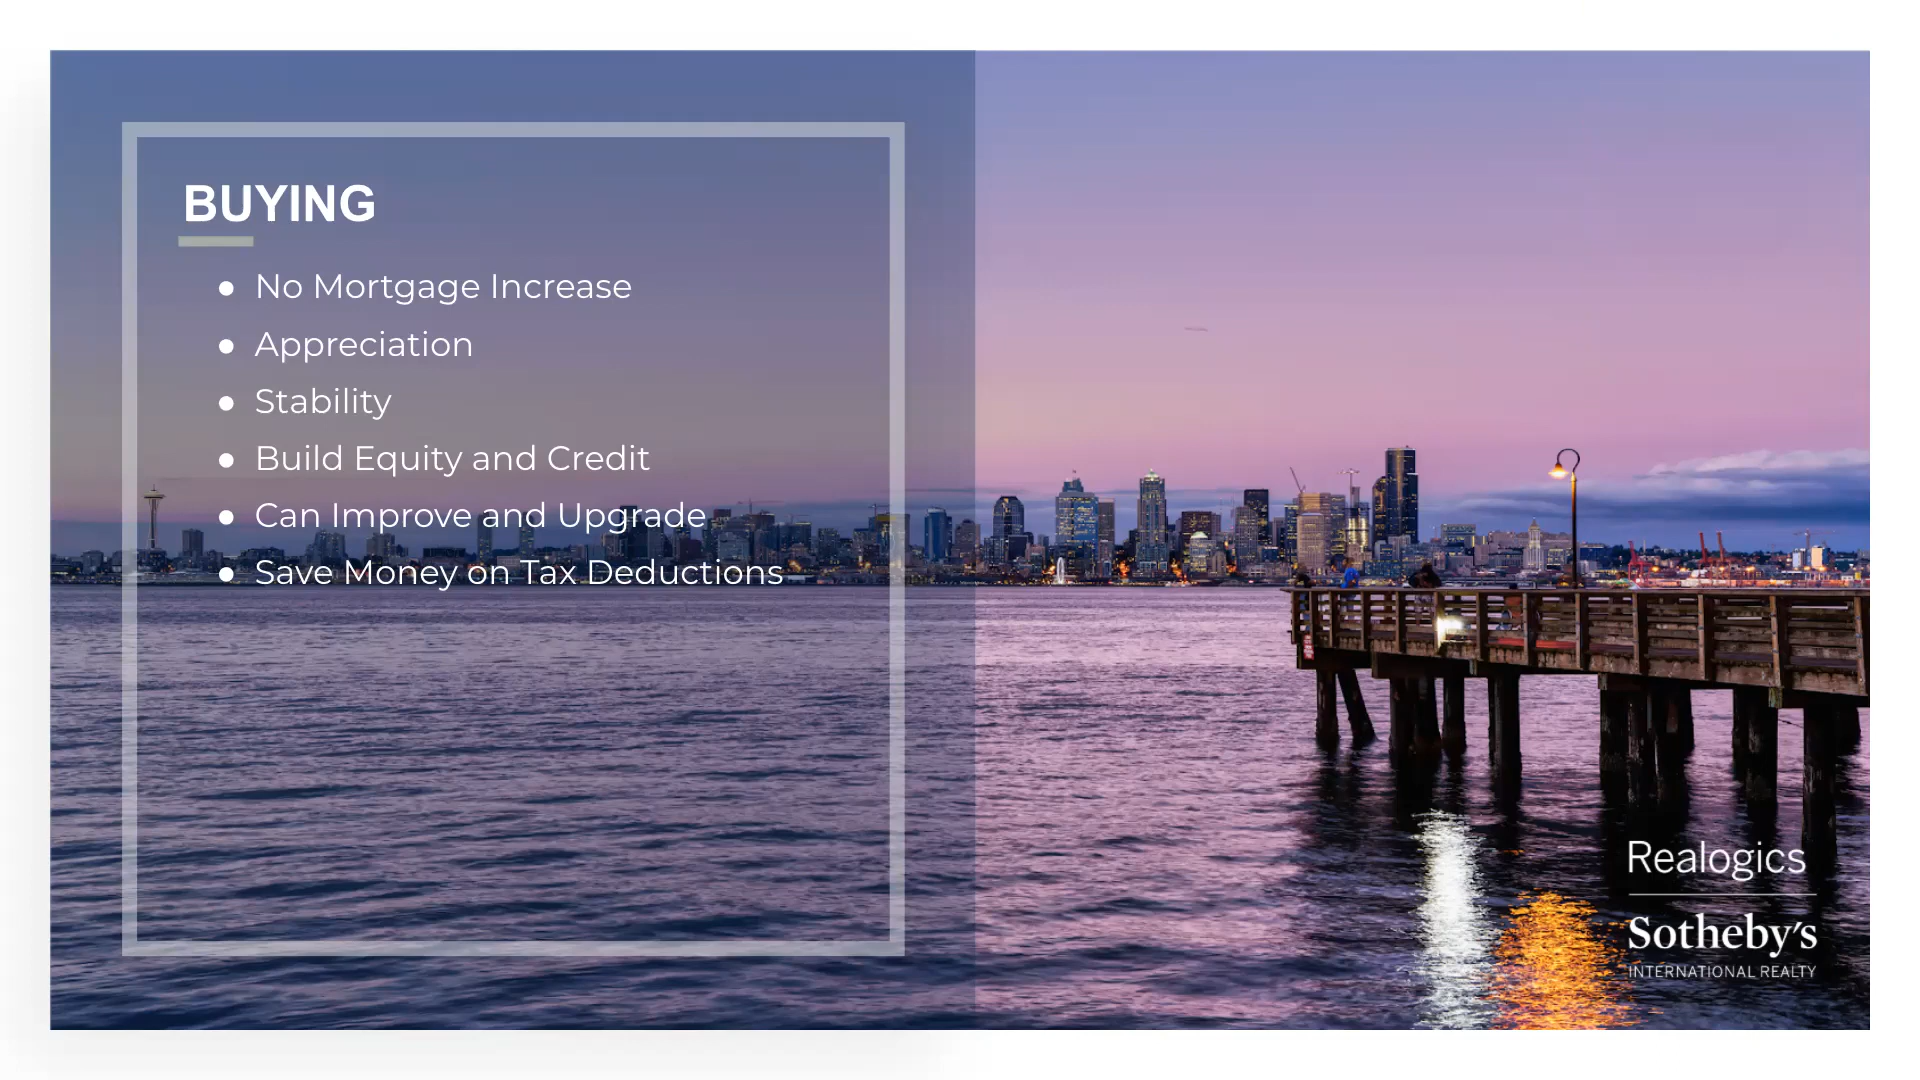 BUYING
● No Mortgage Increase
● Appreciation
● Stability
● Build Equity and Credit
● Can Improve and Upgrade
● Save Money on Tax Deductions
Realogics
Sotheby's
INTERNATIONAL REALTY